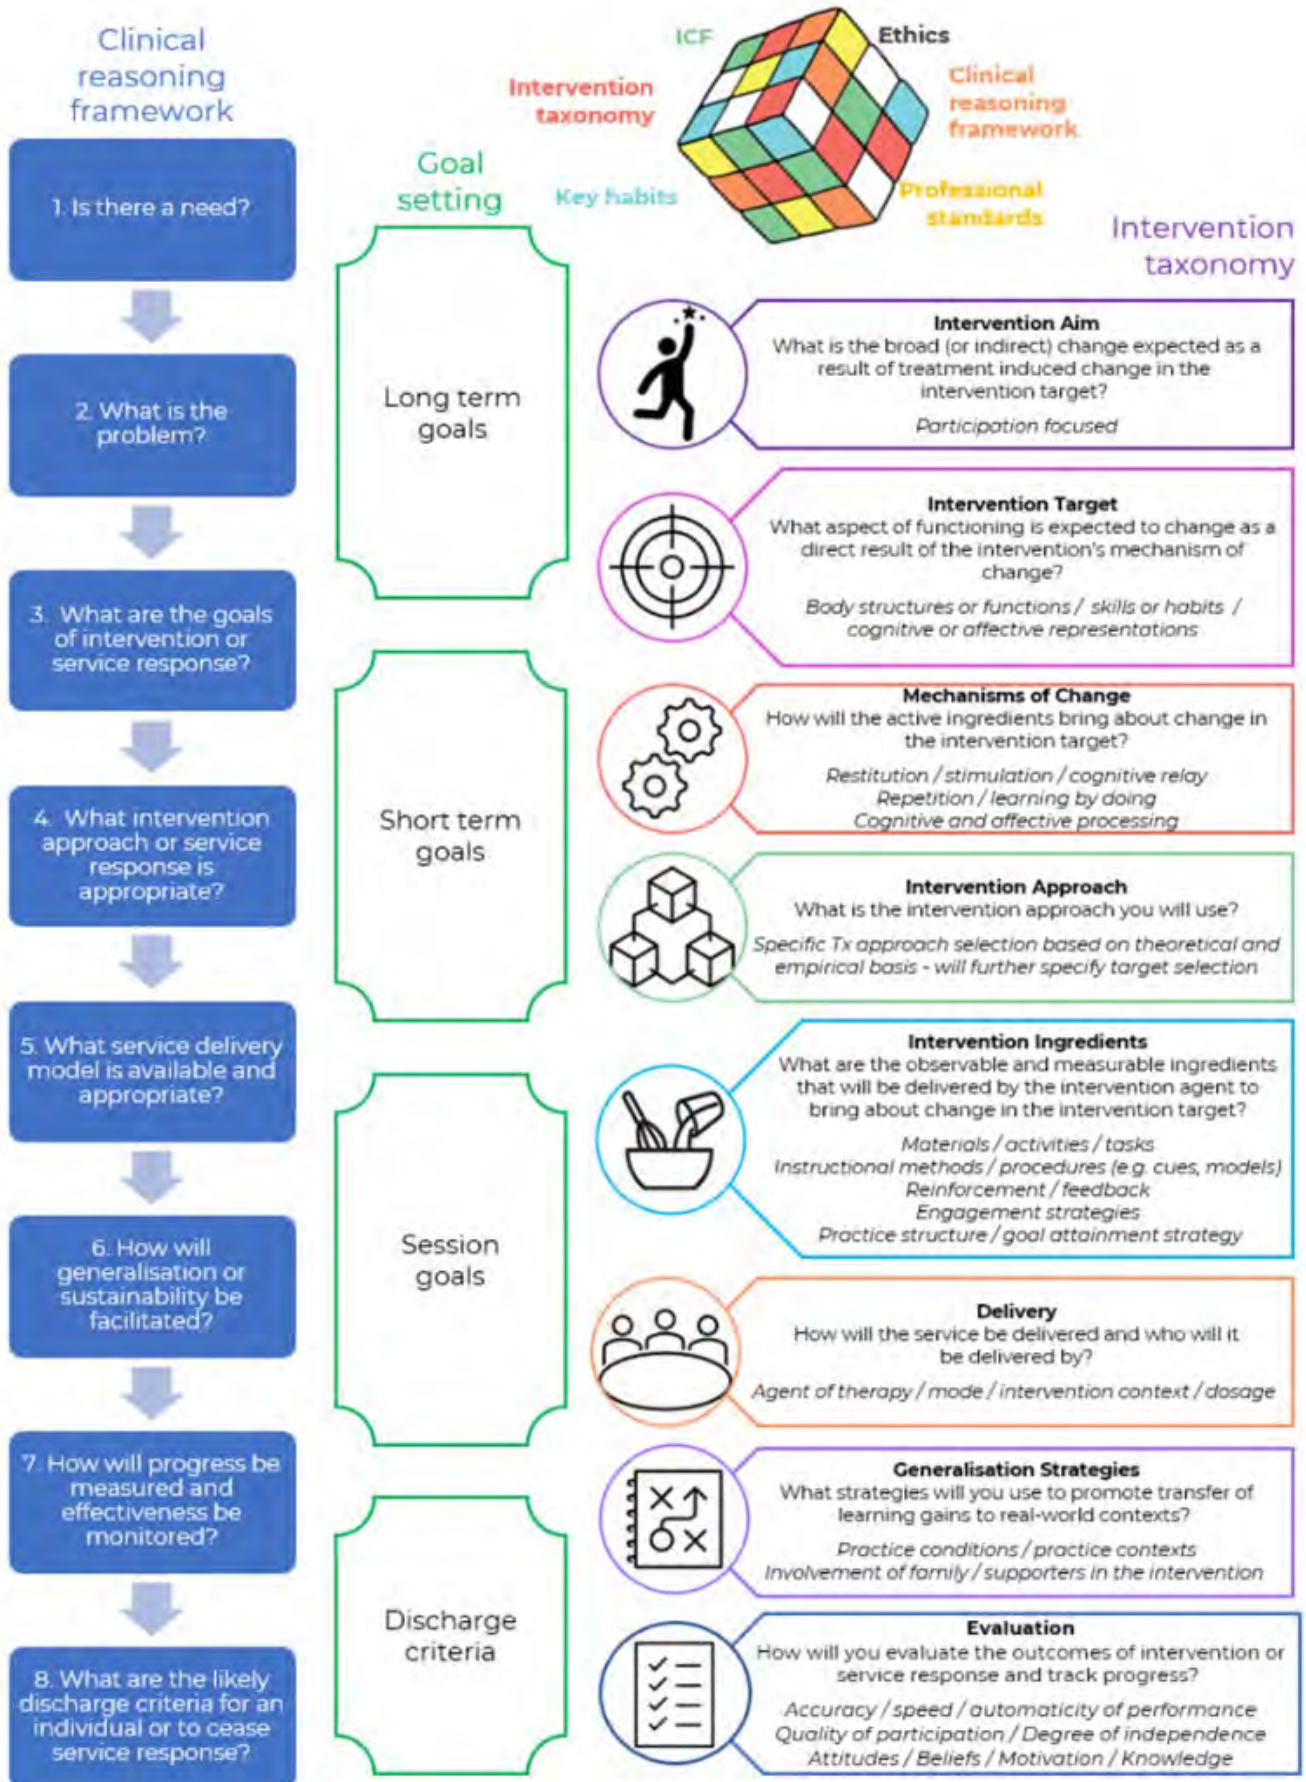 Clinical
reasoning
framework
1. Is there a need?
2. What is the
problem?
3. What are the goals
of intervention or
service response?
4. What intervention
approach or service
response is
appropriate?
5. What service delivery
model is available and
appropriate?
6. How will
generalisation or
sustainability be
facilitated?
7. How will progress be
measured and
effectiveness be
monitored?
8. What are the likely
discharge criteria for an
individual or to cease
service response?
Goal
setting
Long term
goals
Short term
goals
Session
goals
Discharge
criteria
ICF
Ethics
Intervention
taxonomy
Clinical
reasoning
framework
Key habits
Professional
standards
Intervention
taxonomy
Intervention Aim
What is the broad (or indirect) change expected as a
result of treatment induced change in the
intervention target?
Participation focused
Intervention Target
What aspect of functioning is expected to change as a
direct result of the intervention's mechanism of
change?
Body structures or functions / skills or habits /
cognitive or affective representations
Mechanisms of Change
How will the active ingredients bring about change in
the intervention target?
Restitution / stimulation / cognitive relay
Repetition / learning by doing
Cognitive and affective processing
Intervention Approach
What is the intervention approach you will use?
Specific Tx approach selection based on theoretical and
empirical basis - will further specify target selection
Intervention Ingredients
What are the observable and measurable ingredients
that will be delivered by the intervention agent to
bring about change in the intervention target?
Materials / activities / tasks
Instructional methods / procedures (e.g. cues, models)
Reinforcement / feedback
Engagement strategies
Practice structure / goal attainment strategy
Delivery
How will the service be delivered and who will it
be delivered by?
Agent of therapy / mode / intervention context / dosage
Generalisation Strategies
What strategies will you use to promote transfer of
learning gains to real-world contexts?
Practice conditions / practice contexts
Involvement of family / supporters in the intervention
Evaluation
How will you evaluate the outcomes of intervention or
service response and track progress?
Accuracy / speed / automaticity of performance
Quality of participation / Degree of independence
Attitudes / Beliefs / Motivation / Knowledge